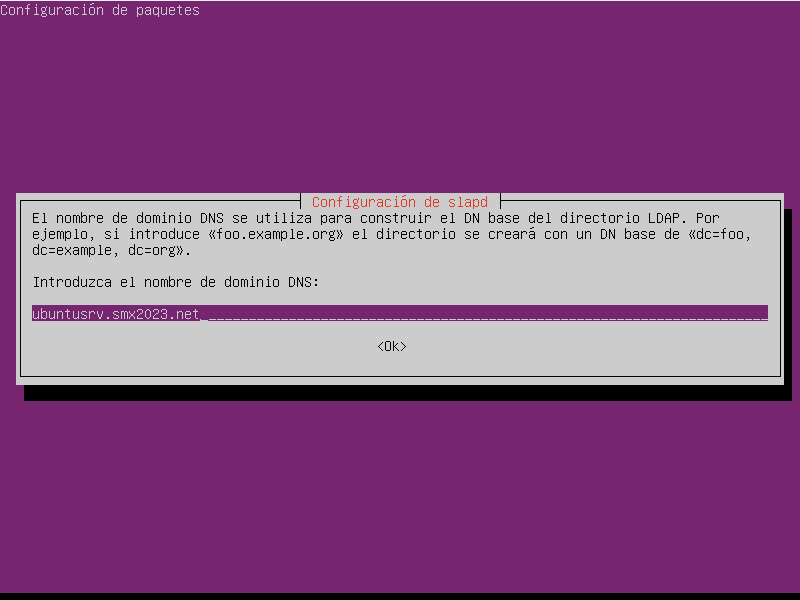 Configuración de paquetes
Configuración de slapd
El nombre de dominio DNS se utiliza para construir el DN base del directorio LDAP. Por
ejemplo, si introduce «foo.example.org» el directorio se creará con un DN base de «dc=foo,
dc=example, dc=org».
Introduzca el nombre de dominio DNS:
ubuntusrv.smx2023.net
<Ok>